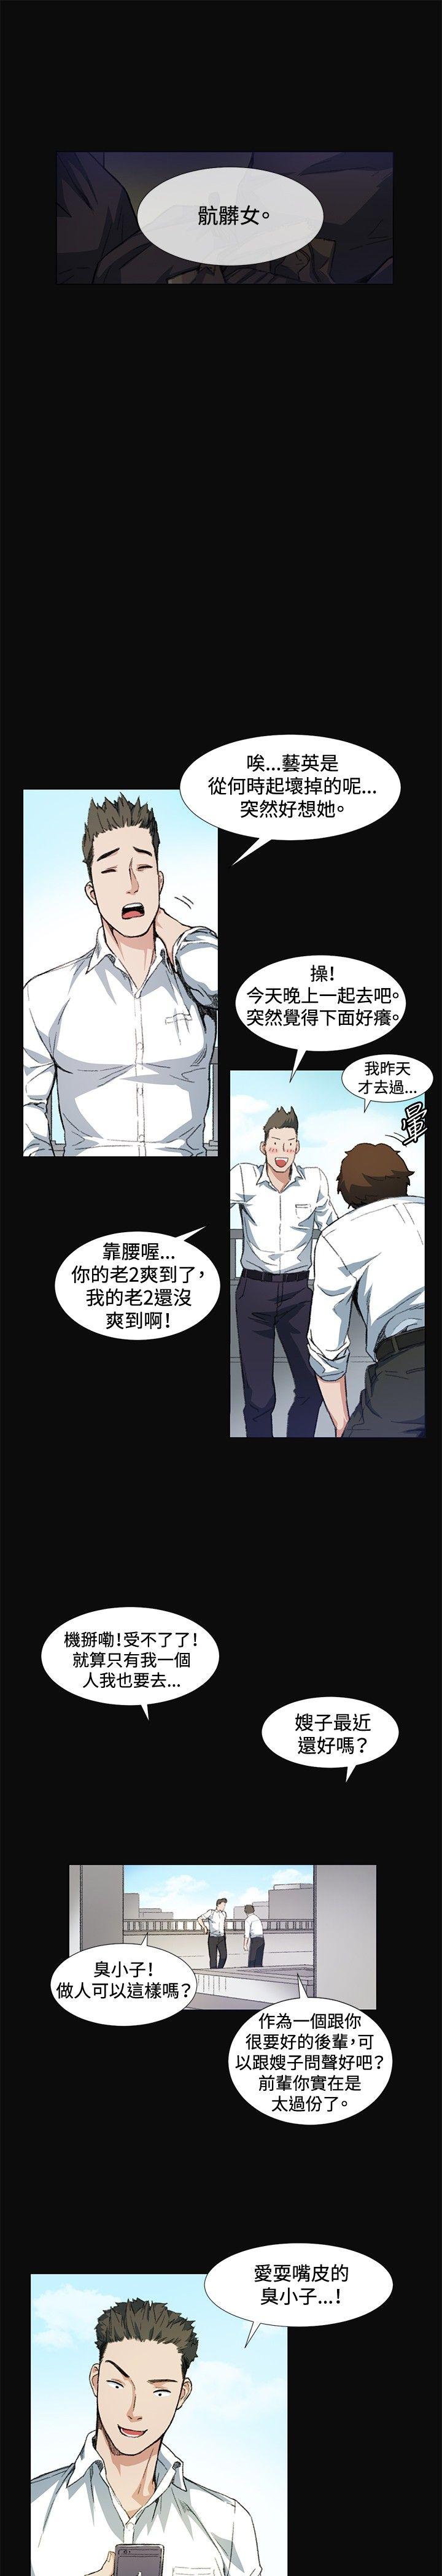 骯髒女。
唉...藝英是
從何時起壞掉的呢...
突然好想她。
操!
今天晚上一起去吧。
突然覺得下面好癢。
我昨天
才去過...
暈
靠腰喔...
你的老2爽到了,
我的老2還沒
爽到啊!
機掰嘞!受不了了!
就算只有我一個
人我也要去...
嫂子最近
還好嗎?
臭小子!
做人可以這樣嗎?
作為一個跟你
很要好的後輩,可
以跟嫂子問聲好吧?
前輩你實在是
太過份了。
愛耍嘴皮的
臭小子...!